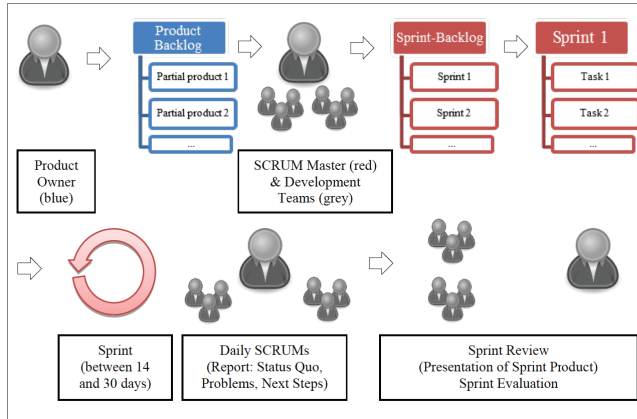 Product
Backlog
Partial product 1
Partial product 2
...
Sprint-Backlog
Sprint 1
Sprint 2
...
Sprint 1
Task 1
Task 2
...
Product
Owner
(blue)
SCRUM Master (red)
& Development
Teams (grey)
Sprint
(between 14
and 30 days)
Daily SCRUMs
(Report: Status Quo,
Problems, Next Steps)
Sprint Review
(Presentation of Sprint Product)
Sprint Evaluation